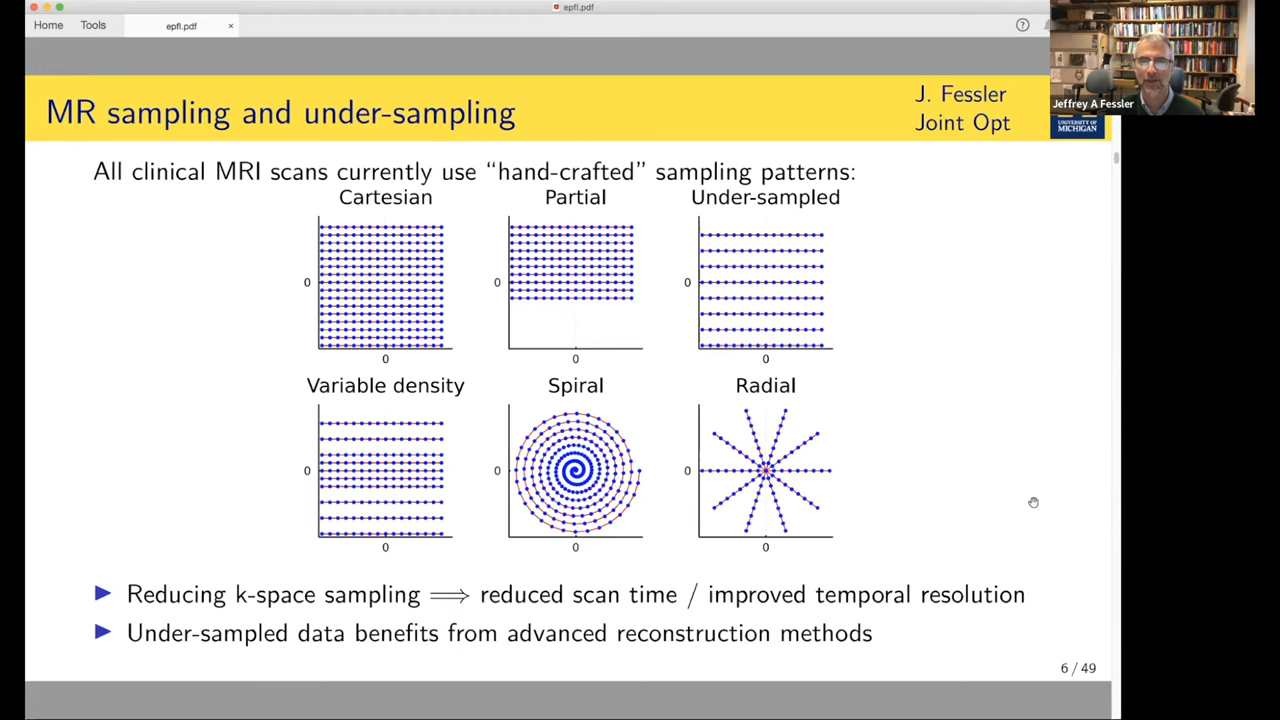 epfl.pdf
Home
Tools
epfl.pdf
×
?
MR sampling and under-sampling
J. Fessler
Joint Opt
UNIVERSITY OF
MICHIGAN
Jeffrey A Fessler
All clinical MRI scans currently use “hand-crafted” sampling patterns:
Cartesian
Partial
Under-sampled
0
0
0
0
0
0
Variable density
Spiral
Radial
0
0
0
0
0
0
▶ Reducing k-space sampling ⟹ reduced scan time / improved temporal resolution
▶ Under-sampled data benefits from advanced reconstruction methods
6 / 49